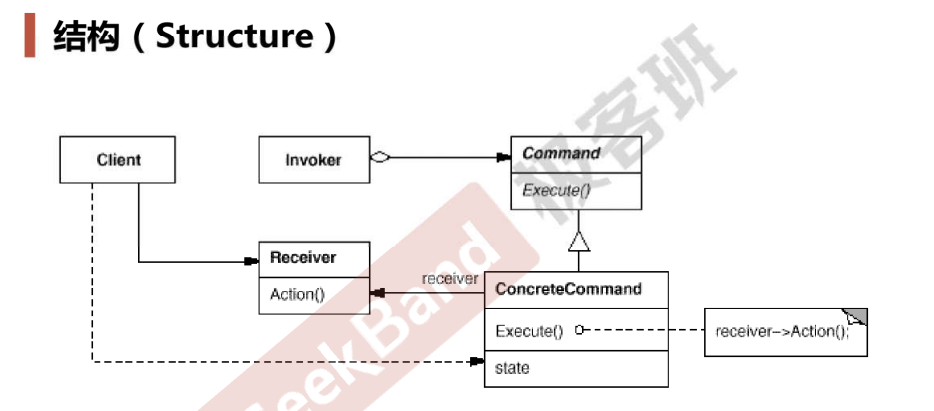 结构（Structure）
Client
Invoker
Command
Execute()
Receiver
Action()
receiver
ConcreteCommand
Execute()
receiver->Action();
state
GeekBand 极客班